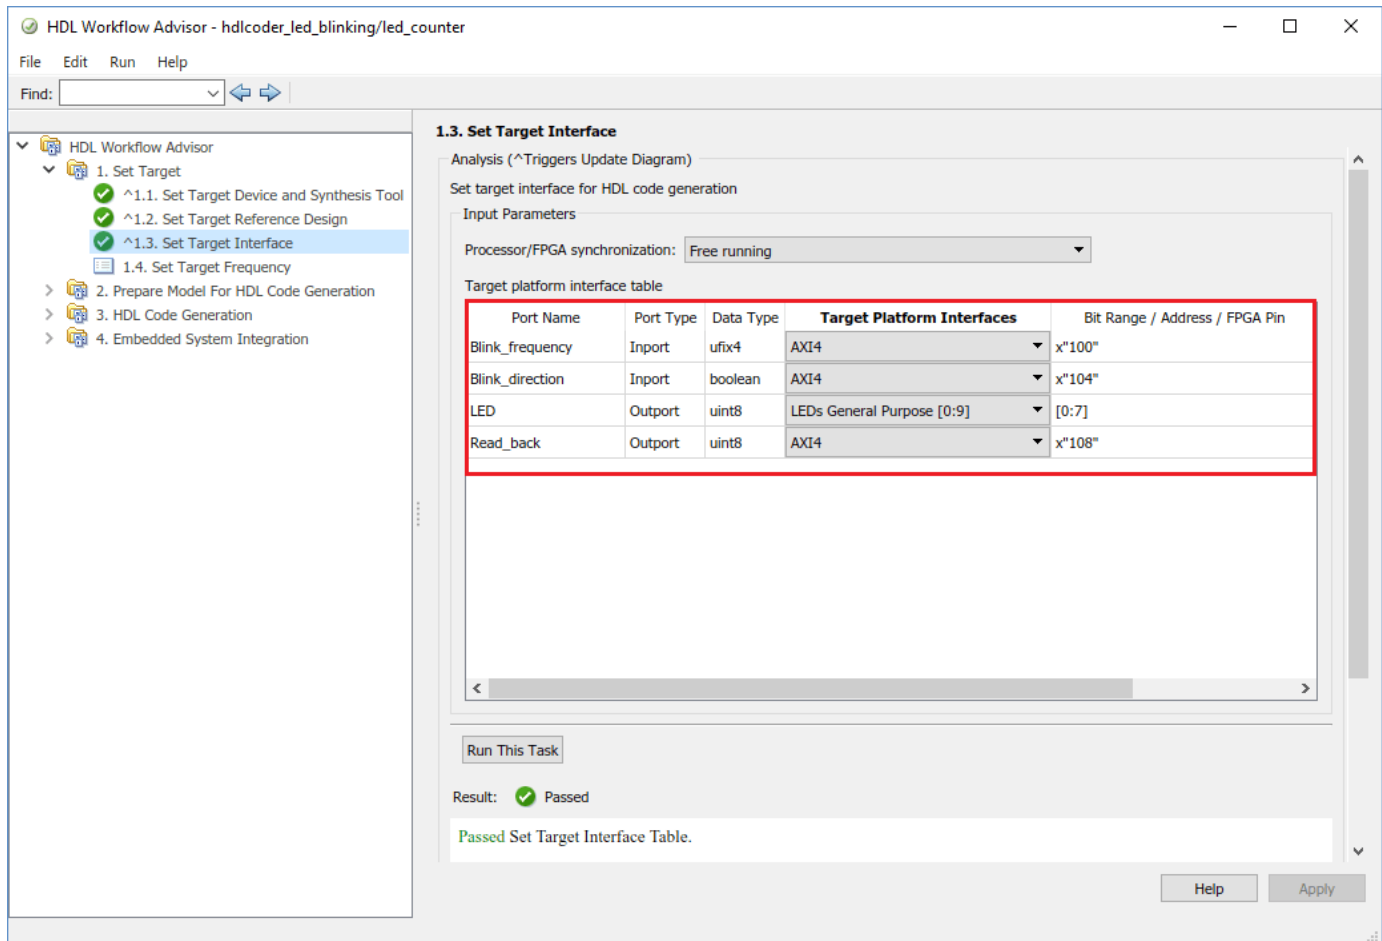 HDL Workflow Advisor - hdlcoder_led_blinking/led_counter
File Edit Run Help
Find:
HDL Workflow Advisor
1. Set Target
^1.1. Set Target Device and Synthesis Tool
^1.2. Set Target Reference Design
^1.3. Set Target Interface
1.4. Set Target Frequency
2. Prepare Model For HDL Code Generation
3. HDL Code Generation
4. Embedded System Integration
1.3. Set Target Interface
Analysis (^Triggers Update Diagram)
Set target interface for HDL code generation
Input Parameters
Processor/FPGA synchronization: Free running
Target platform interface table
Port Name Port Type Data Type Target Platform Interfaces Bit Range / Address / FPGA Pin
Blink_frequency Inport ufix4 AXI4 x"100"
Blink_direction Inport boolean AXI4 x"104"
LED Outport uint8 LEDs General Purpose [0:9] [0:7]
Read_back Outport uint8 AXI4 x"108"
Run This Task
Result: Passed
Passed Set Target Interface Table.
Help Apply